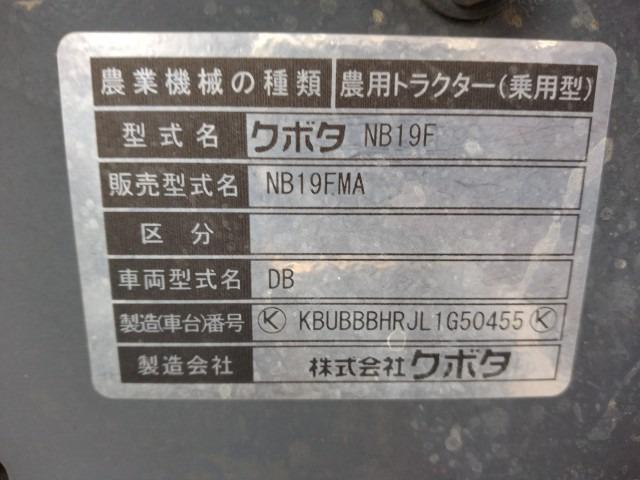 農業機械の種類 農用トラクター(乗用型)
型式名 クボタ NB19F
販売型式名 NB19FMA
区分
車両型式名 DB
製造(車台)番号 Ⓚ KBUBBBHRJL1G50455 Ⓚ
製造会社 株式会社クボタ